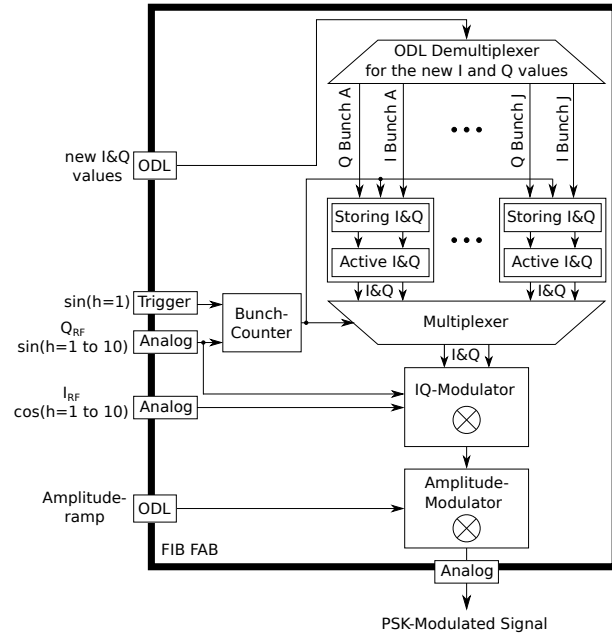 ODL Demultiplexer
for the new I and Q values
Q Bunch A
I Bunch A
Q Bunch J
I Bunch J
new I&Q
values
ODL
Storing I&Q
Storing I&Q
Active I&Q
Active I&Q
I&Q
I&Q
sin(h=1)
Trigger
Bunch-
Counter
Multiplexer
QRF
sin(h=1 to 10)
Analog
I&Q
IRF
cos(h=1 to 10)
Analog
IQ-Modulator
Amplitude-
ramp
ODL
Amplitude-
Modulator
FIB FAB
Analog
PSK-Modulated Signal